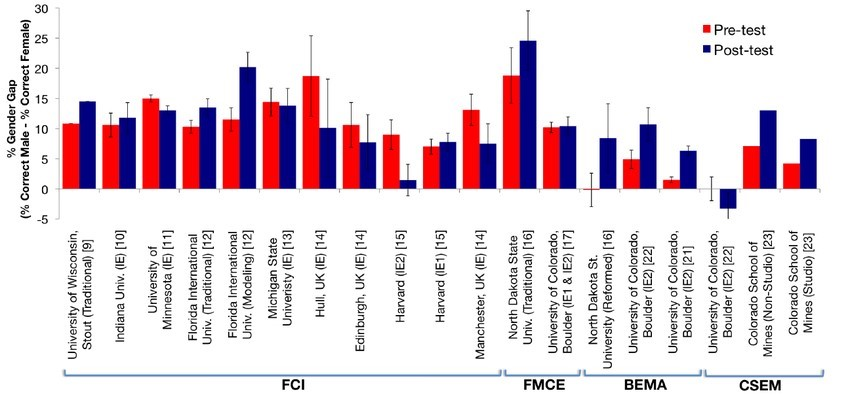 % Gender Gap
(% Correct Male - % Correct Female)
30
25
20
15
10
5
0
-5
Pre-test
Post-test
University of Wisconsin,
Stout (Traditional) [9]
Indiana Univ. (IE) [10]
University of
Minnesota (IE) [11]
Florida International
Univ. (Traditional) [12]
Florida International
Univ. (Modeling) [12]
Michigan State
Univeristy (IE) [13]
Hull, UK (IE) [14]
Edinburgh, UK (IE) [14]
Harvard (IE2) [15]
Harvard (IE1) [15]
Manchester, UK (IE) [14]
North Dakota State
Univ. (Traditional) [16]
University of Colorado,
Boulder (IE1 & IE2) [17]
North Dakota St.
University (Reformed) [16]
University of Colorado,
Boulder (IE2) [22]
University of Colorado,
Boulder (IE2) [21]
University of Colorado,
Boulder (IE2) [22]
Colorado School of
Mines (Non-Studio) [23]
Colorado School of
Mines (Studio) [23]
FCI
FMCE
BEMA
CSEM